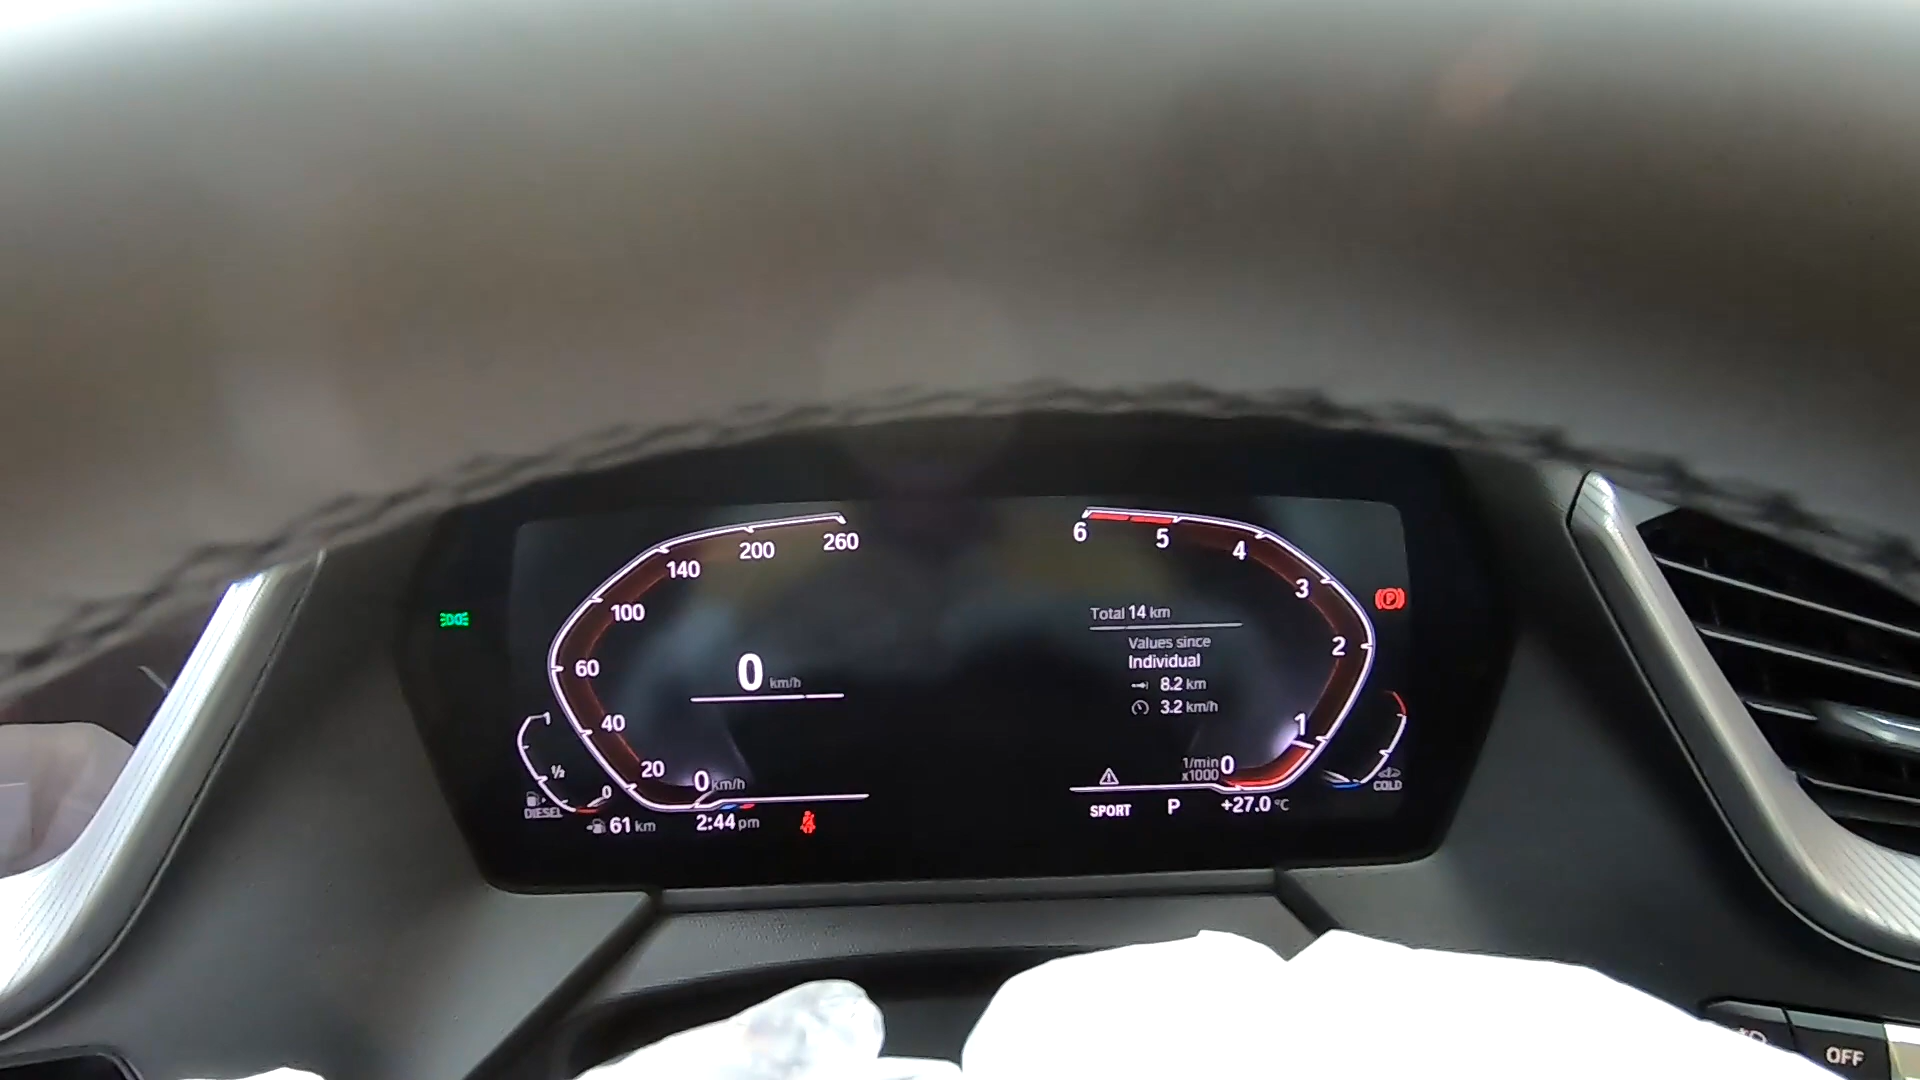 260
200
140
100
60
40
20
0 km/h
0 km/h
1
1/2
0
DIESEL
61 km
2:44 pm
6
5
4
3
2
1
0
1/min
x1000
Total 14 km
Values since
Individual
8.2 km
3.2 km/h
P
COLD
SPORT
P
+27.0 °C
OFF